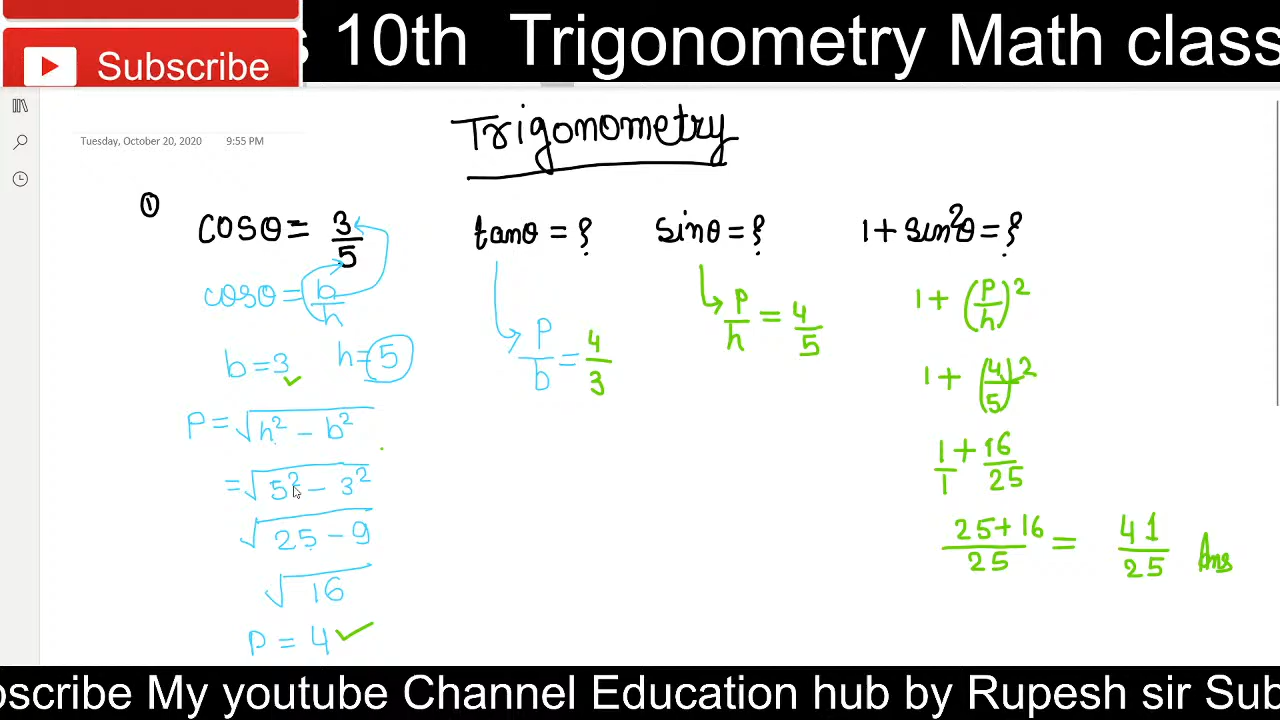 s 10th Trigonometry Math class
Subscribe
Tuesday, October 20, 2020 9:55 PM
Trigonometry
① cosθ = 3/5 tanθ = ? sinθ = ? 1 + sin²θ = ?
cosθ = b/h
b = 3 h = 5
P = √h² - b²
= √5² - 3²
√25 - 9
√16
P = 4
P/b = 4/3
P/h = 4/5
1 + (P/h)²
1 + (4/5)²
1/1 + 16/25
25+16/25 = 41/25 Ans
bscribe My youtube Channel Education hub by Rupesh sir Sub